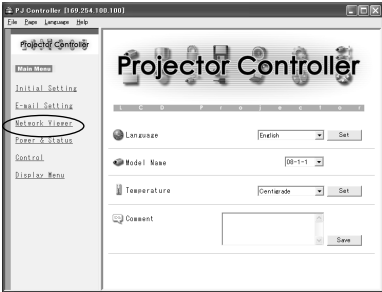 PJ Controller [169.254.100.100]
File Page Language Help
Projector Controller
Main Menu
Initial Setting
E-mail Setting
Network Viewer
Power & Status
Control
Display Menu
Projector Controller
L C D P r o j e c t o r
Language English Set
Model Name 08-1-1
Temperature Centigrade Set
Comment
Save